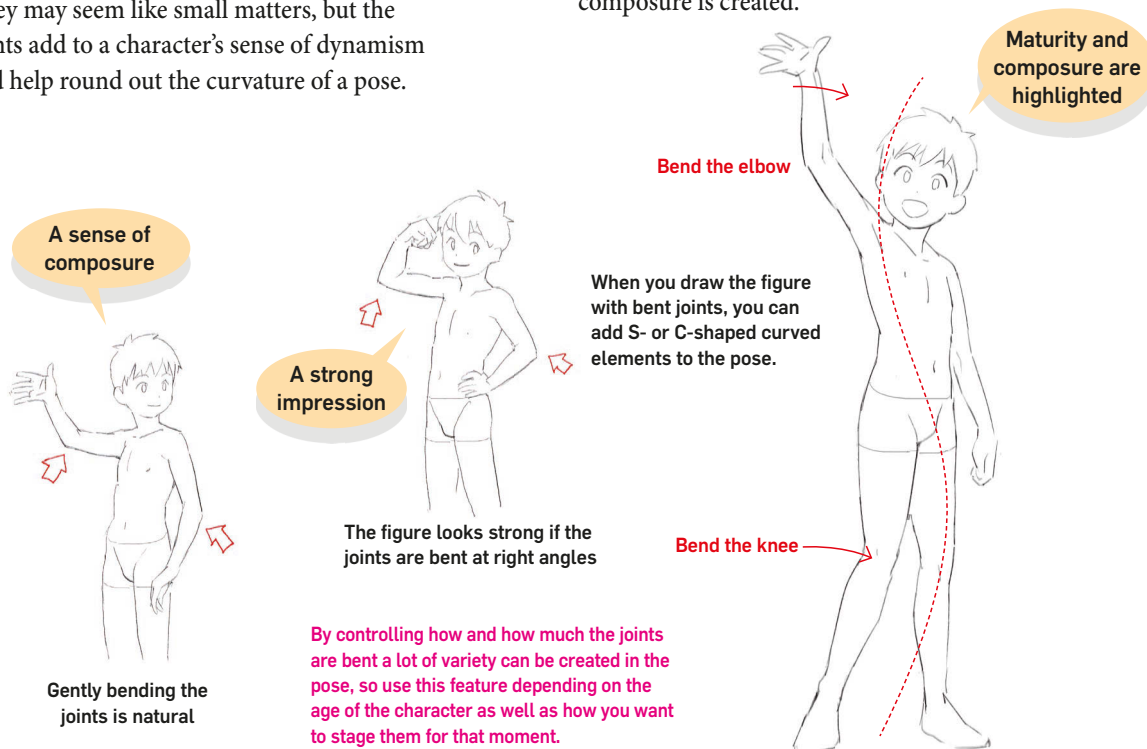 ey may seem like small matters, but the
nts add to a character's sense of dynamism
d help round out the curvature of a pose.
composure is created.
Maturity and
composure are
highlighted
Bend the elbow
A sense of
composure
A strong
impression
When you draw the figure
with bent joints, you can
add S- or C-shaped curved
elements to the pose.
The figure looks strong if the
joints are bent at right angles
Bend the knee
Gently bending the
joints is natural
By controlling how and how much the joints
are bent a lot of variety can be created in the
pose, so use this feature depending on the
age of the character as well as how you want
to stage them for that moment.